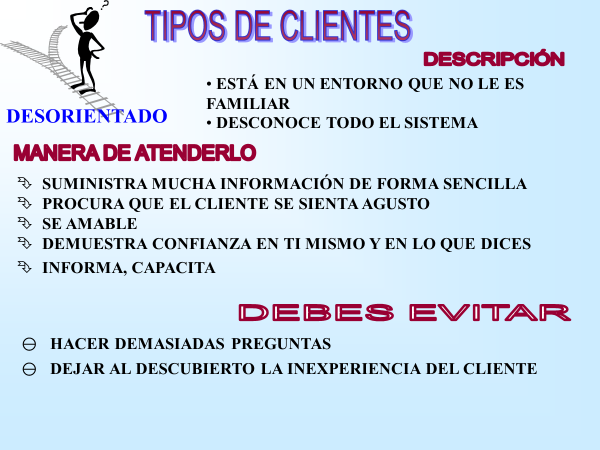 ?
TIPOS DE CLIENTES
DESCRIPCIÓN
• ESTÁ EN UN ENTORNO QUE NO LE ES
FAMILIAR
• DESCONOCE TODO EL SISTEMA
DESORIENTADO
MANERA DE ATENDERLO
SUMINISTRA MUCHA INFORMACIÓN DE FORMA SENCILLA
PROCURA QUE EL CLIENTE SE SIENTA AGUSTO
SE AMABLE
DEMUESTRA CONFIANZA EN TI MISMO Y EN LO QUE DICES
INFORMA, CAPACITA
DEBES EVITAR
HACER DEMASIADAS PREGUNTAS
DEJAR AL DESCUBIERTO LA INEXPERIENCIA DEL CLIENTE